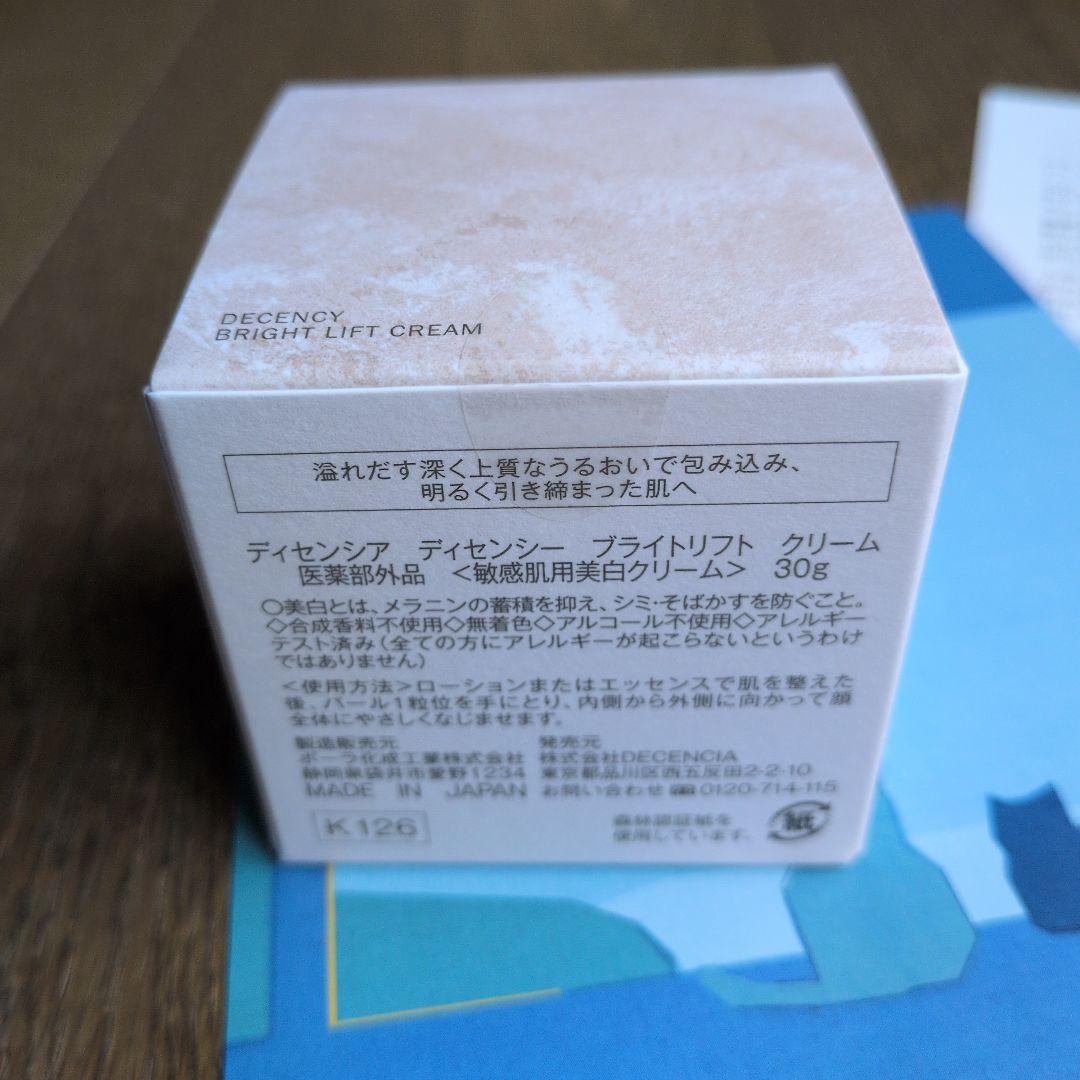 DECENCY
BRIGHT LIFT CREAM
溢れだす深く上質なうるおいで包み込み、
明るく引き締まった肌へ
ディセンシア ディセンシー ブライトリフト クリーム
医薬部外品 <敏感肌用美白クリーム> 30g
○美白とは、メラニンの蓄積を抑え、シミ・そばかすを防ぐこと。
◇合成香料不使用◇無着色◇アルコール不使用◇アレルギー
テスト済み(全ての方にアレルギーが起こらないというわけ
ではありません)
<使用方法>ローションまたはエッセンスで肌を整えた
後、パール1粒位を手にとり、内側から外側に向かって顔
全体にやさしくなじませます。
製造販売元
ポーラ化成工業株式会社
静岡県袋井市愛野1234
MADE IN JAPAN
発売元
株式会社DECENCIA
東京都品川区西五反田2-2-10
お問い合わせ 0120-714-115
K126
森林認証紙を
使用しています。
紙